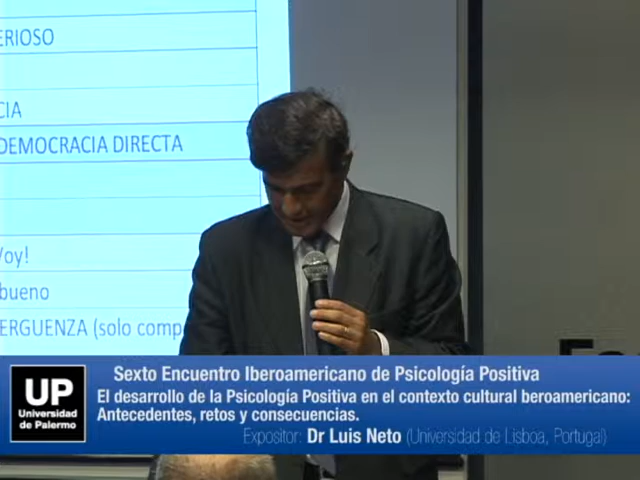 ERIOSO
CIA
DEMOCRACIA DIRECTA
Voy!
bueno
ERGUENZA (solo comp
UP
Universidad
de Palermo
Sexto Encuentro Iberoamericano de Psicología Positiva
El desarrollo de la Psicología Positiva en el contexto cultural beroamericano:
Antecedentes, retos y consecuencias.
Expositor: Dr Luis Neto (Universidad de Lisboa, Portugal)